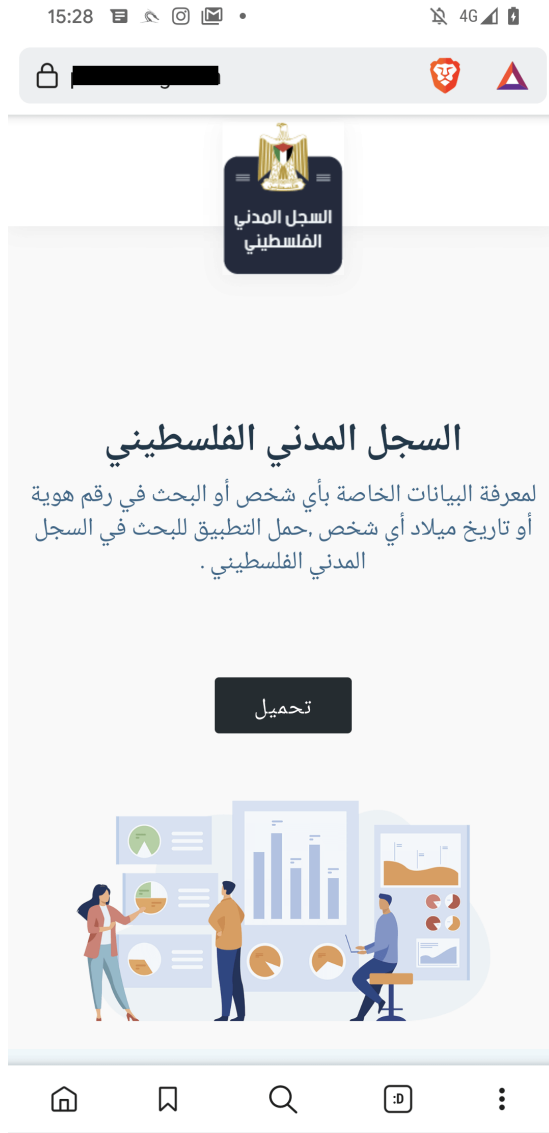 15:28
4G
السجل المدني
الفلسطيني
السجل المدني الفلسطيني
لمعرفة البيانات الخاصة بأي شخص أو البحث في رقم هوية
أو تاريخ ميلاد أي شخص ,حمل التطبيق للبحث في السجل
المدني الفلسطيني .
تحميل
:D